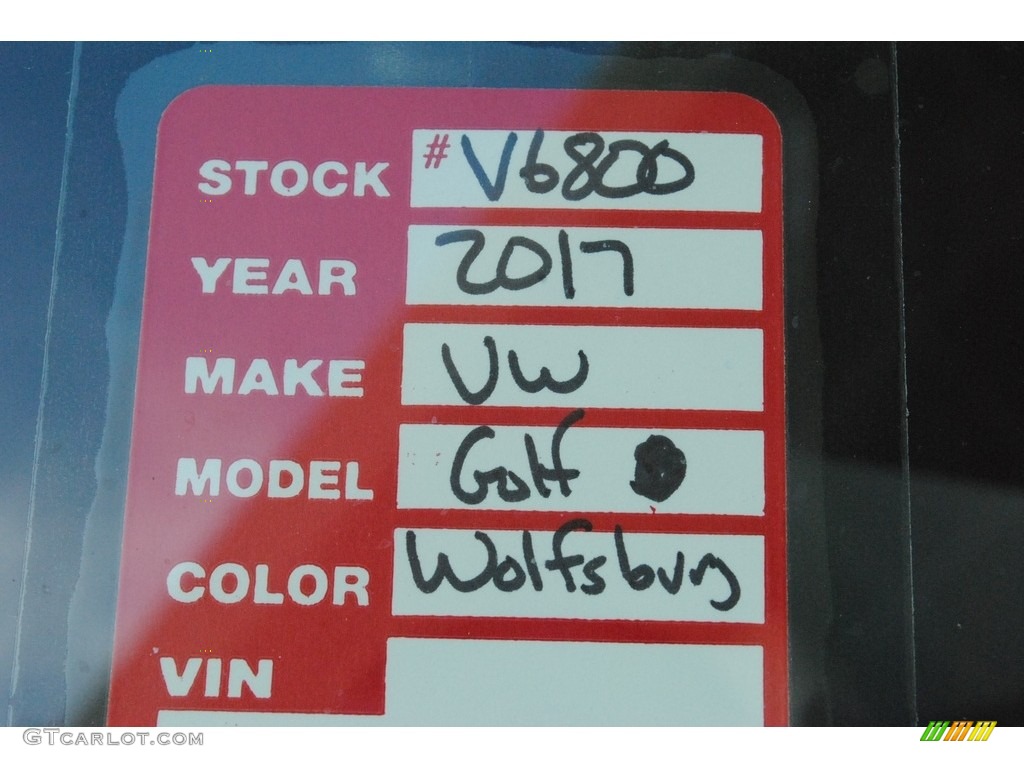 STOCK #V6800
YEAR 2017
MAKE VW
MODEL Golf
COLOR Wolfsburg
VIN
GTCARLOT.COM